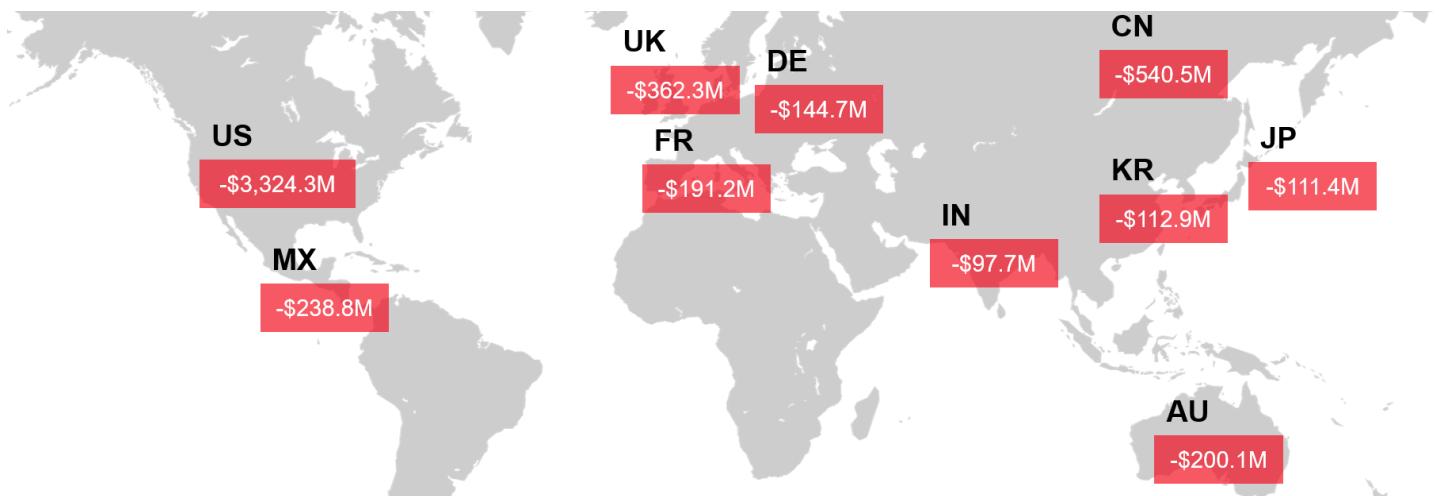 UK
-$362.3M
DE
-$144.7M
CN
-$540.5M
US
-$3,324.3M
FR
-$191.2M
JP
-$111.4M
KR
-$112.9M
IN
-$97.7M
MX
-$238.8M
AU
-$200.1M